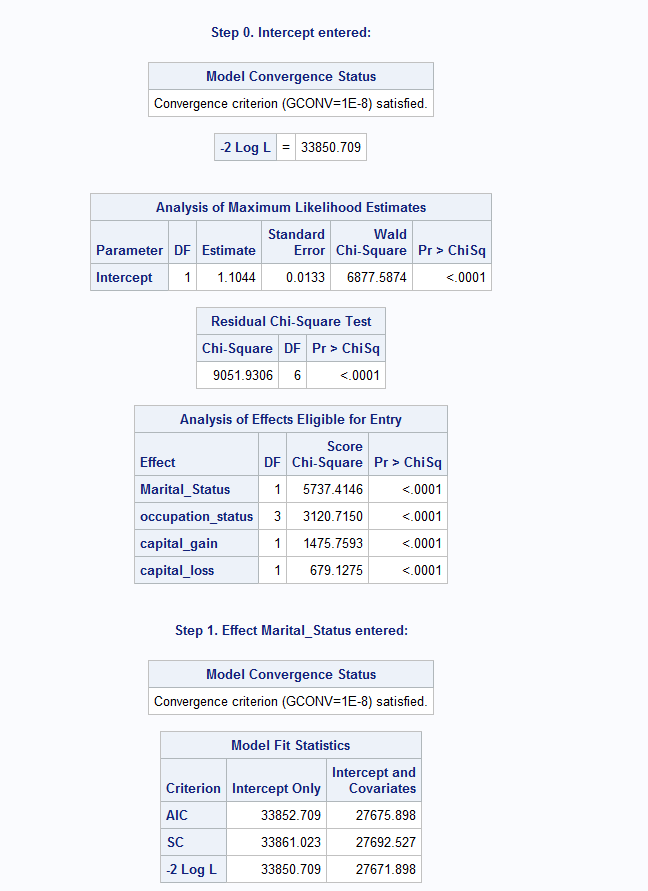 Step 0. Intercept entered:
Model Convergence Status
Convergence criterion (GCONV=1E-8) satisfied.
-2 Log L = 33850.709
Analysis of Maximum Likelihood Estimates
Parameter DF Estimate Standard Error Wald Chi-Square Pr > ChiSq
Intercept 1 1.1044 0.0133 6877.5874 <.0001
Residual Chi-Square Test
Chi-Square DF Pr > ChiSq
9051.9306 6 <.0001
Analysis of Effects Eligible for Entry
Effect DF Score Chi-Square Pr > ChiSq
Marital_Status 1 5737.4146 <.0001
occupation_status 3 3120.7150 <.0001
capital_gain 1 1475.7593 <.0001
capital_loss 1 679.1275 <.0001
Step 1. Effect Marital_Status entered:
Model Convergence Status
Convergence criterion (GCONV=1E-8) satisfied.
Model Fit Statistics
Criterion Intercept Only Intercept and Covariates
AIC 33852.709 27675.898
SC 33861.023 27692.527
-2 Log L 33850.709 27671.898